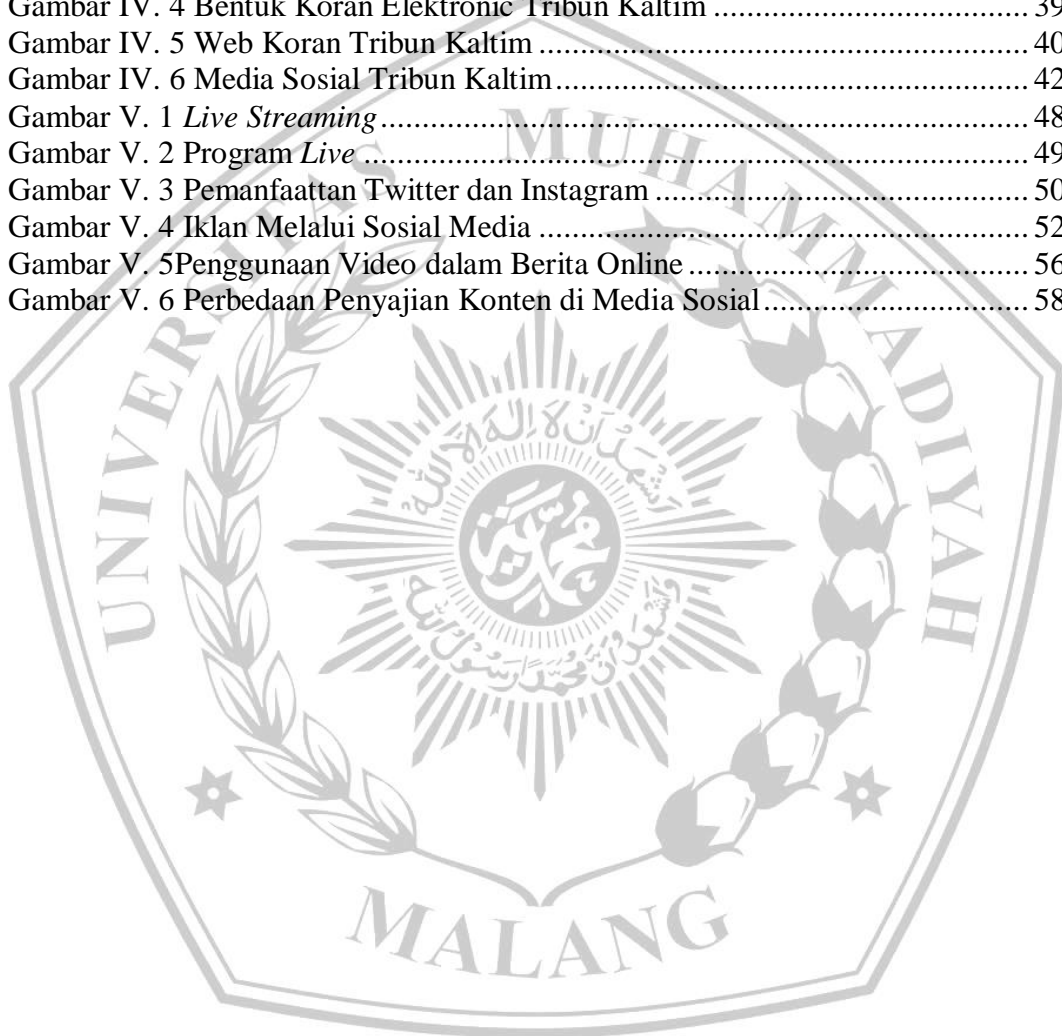 Gambar IV. 4 Bentuk Koran Elektronic Tribun Kaltim ........................................ 39
Gambar IV. 5 Web Koran Tribun Kaltim .............................................................. 40
Gambar IV. 6 Media Sosial Tribun Kaltim............................................................ 42
Gambar V. 1 Live Streaming.................................................................................. 48
Gambar V. 2 Program Live .................................................................................... 49
Gambar V. 3 Pemanfaattan Twitter dan Instagram ............................................... 50
Gambar V. 4 Iklan Melalui Sosial Media .............................................................. 52
Gambar V. 5Penggunaan Video dalam Berita Online ........................................... 56
Gambar V. 6 Perbedaan Penyajian Konten di Media Sosial................................. 58
UNIVERSITAS MUHAMMADIYAH
MALANG